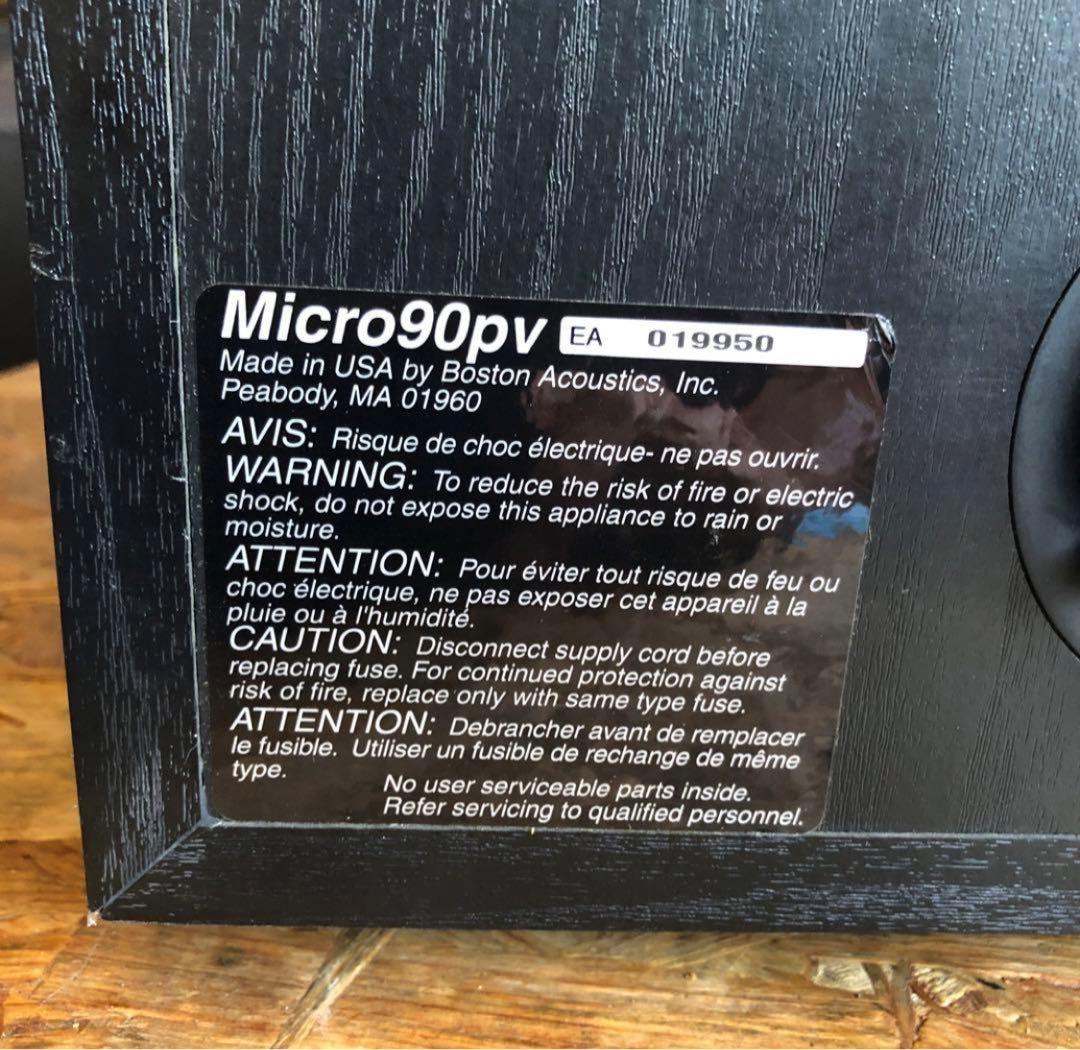 Micro90pv EA 019950
Made in USA by Boston Acoustics, Inc.
Peabody, MA 01960
AVIS: Risque de choc électrique- ne pas ouvrir.
WARNING: To reduce the risk of fire or electric
shock, do not expose this appliance to rain or
moisture.
ATTENTION: Pour éviter tout risque de feu ou
choc électrique, ne pas exposer cet appareil à la
pluie ou à l'humidité.
CAUTION: Disconnect supply cord before
replacing fuse. For continued protection against
risk of fire, replace only with same type fuse.
ATTENTION: Debrancher avant de remplacer
le fusible. Utiliser un fusible de rechange de même
type.
No user serviceable parts inside.
Refer servicing to qualified personnel.